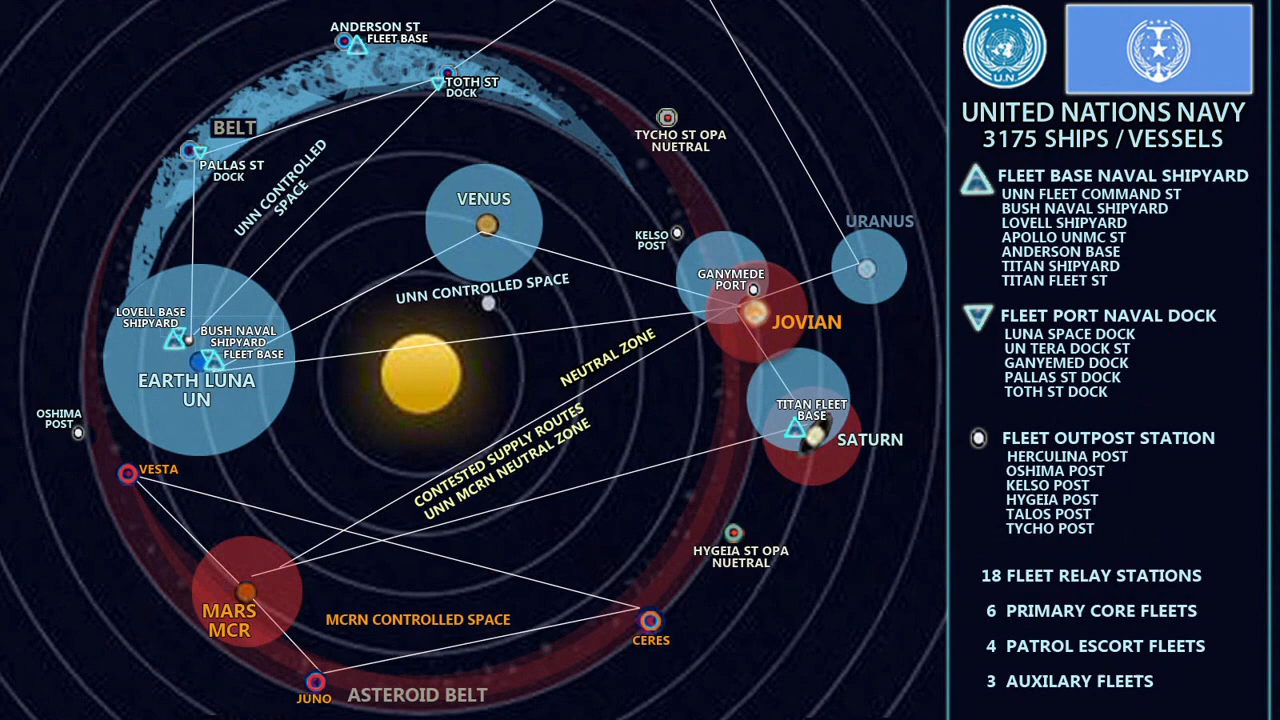 ANDERSON ST
FLEET BASE
TOTH ST
DOCK
BELT
PALLAS ST
DOCK
UNN CONTROLLED
SPACE
TYCHO ST OPA
NUETRAL
VENUS
KELSO
POST
URANUS
GANYMEDE
PORT
UNN CONTROLLED SPACE
LOVELL BASE
SHIPYARD
BUSH NAVAL
SHIPYARD
FLEET BASE
JOVIAN
NEUTRAL ZONE
EARTH LUNA
UN
OSHIMA
POST
TITAN FLEET
BASE
SATURN
CONTESTED SUPPLY ROUTES
UNN MCRN NEUTRAL ZONE
VESTA
HYGEIA ST OPA
NUETRAL
MARS
MCR
MCRN CONTROLLED SPACE
CERES
JUNO
ASTEROID BELT
U.N.
UNITED NATIONS NAVY
3175 SHIPS / VESSELS
FLEET BASE NAVAL SHIPYARD
UNN FLEET COMMAND ST
BUSH NAVAL SHIPYARD
LOVELL SHIPYARD
APOLLO UNMC ST
ANDERSON BASE
TITAN SHIPYARD
TITAN FLEET ST
FLEET PORT NAVAL DOCK
LUNA SPACE DOCK
UN TERA DOCK ST
GANYEMED DOCK
PALLAS ST DOCK
TOTH ST DOCK
FLEET OUTPOST STATION
HERCULINA POST
OSHIMA POST
KELSO POST
HYGEIA POST
TALOS POST
TYCHO POST
18 FLEET RELAY STATIONS
6 PRIMARY CORE FLEETS
4 PATROL ESCORT FLEETS
3 AUXILARY FLEETS